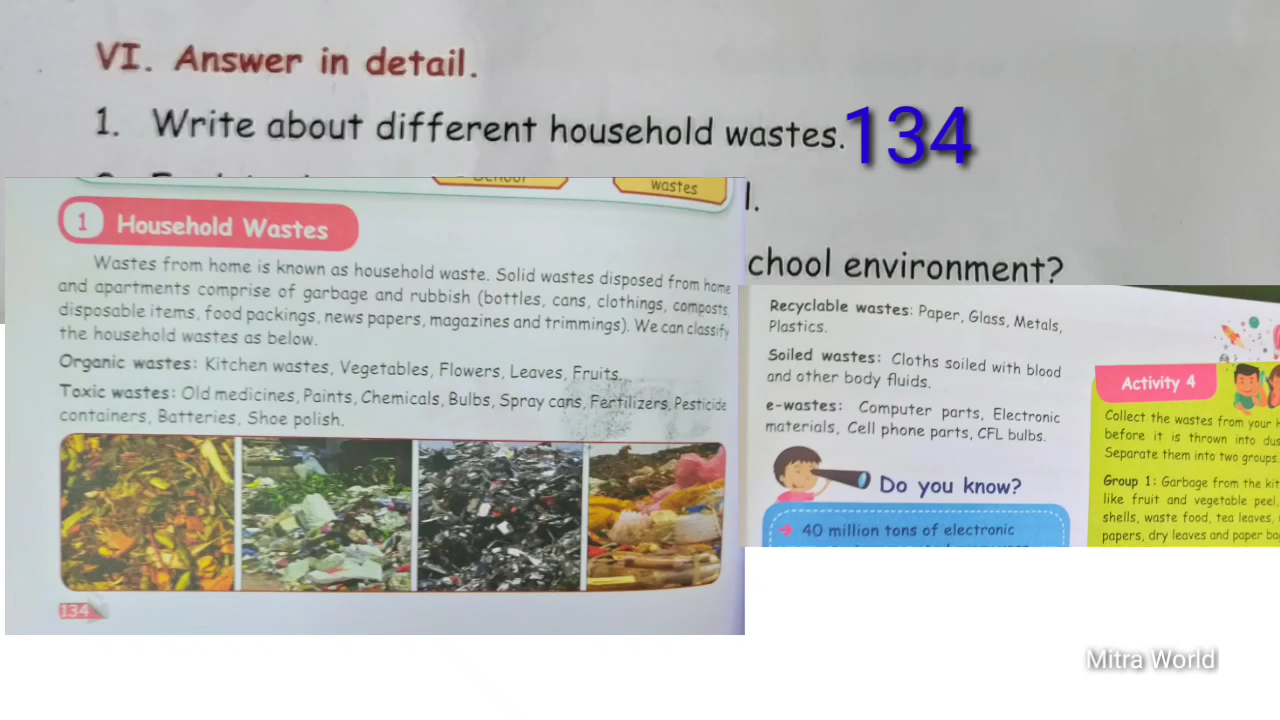 VI. Answer in detail.
1. Write about different household wastes.134
School
wastes
l.
1 Household Wastes
chool environment?
Wastes from home is known as household waste. Solid wastes disposed from home
and apartments comprise of garbage and rubbish (bottles, cans, clothings, composts,
disposable items, food packings, news papers, magazines and trimmings). We can classify
the household wastes as below.
Organic wastes: Kitchen wastes, Vegetables, Flowers, Leaves, Fruits.
Toxic wastes: Old medicines, Paints, Chemicals, Bulbs, Spray cans, Fertilizers, Pesticide
containers, Batteries, Shoe polish.
134
Recyclable wastes: Paper, Glass, Metals,
Plastics.
Soiled wastes: Cloths soiled with blood
and other body fluids.
e-wastes: Computer parts, Electronic
materials, Cell phone parts, CFL bulbs.
Do you know?
40 million tons of electronic
Activity 4
Collect the wastes from your h
before it is thrown into dus
Separate them into two groups.
Group 1: Garbage from the kit
like fruit and vegetable peel,
shells, waste food, tea leaves,
papers, dry leaves and paper ba
Mitra World